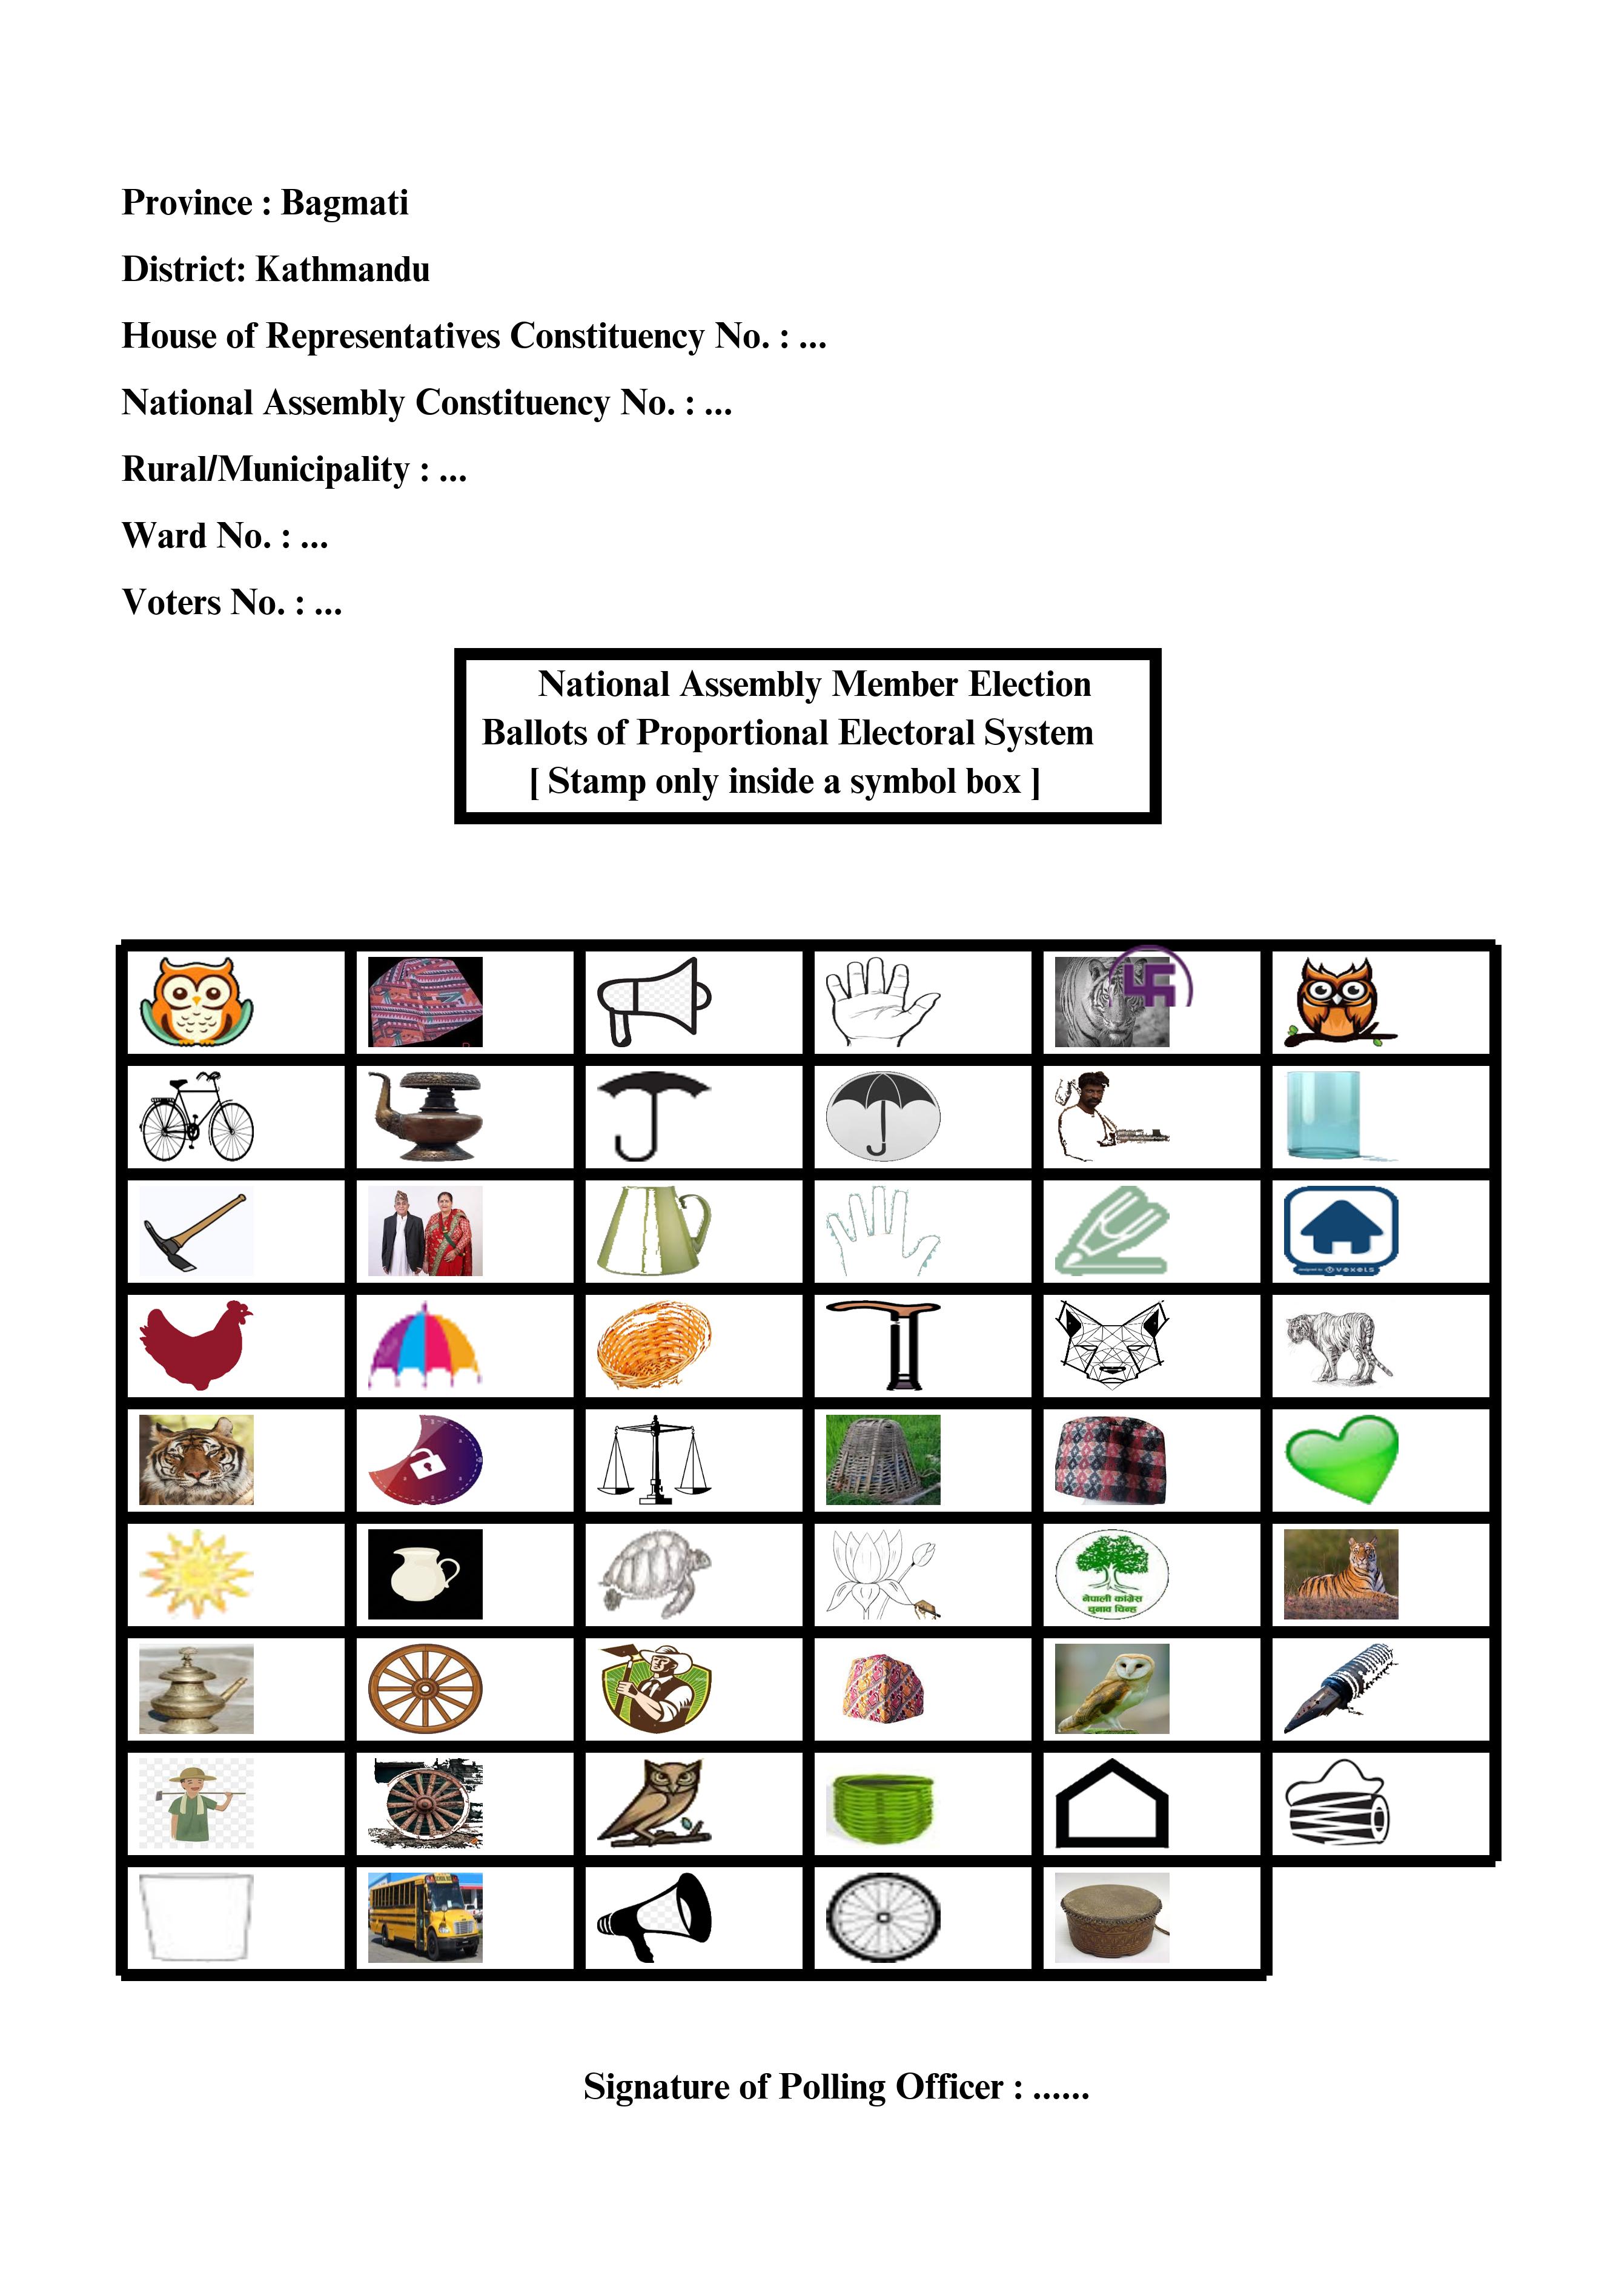 Province : Bagmati
District: Kathmandu
House of Representatives Constituency No. : ...
National Assembly Constituency No. : ...
Rural/Municipality : ...
Ward No. : ...
Voters No. : ...
National Assembly Member Election
Ballots of Proportional Electoral System
[ Stamp only inside a symbol box ]
नेपाली कांग्रेस
चुनाव चिन्ह
Signature of Polling Officer : ......